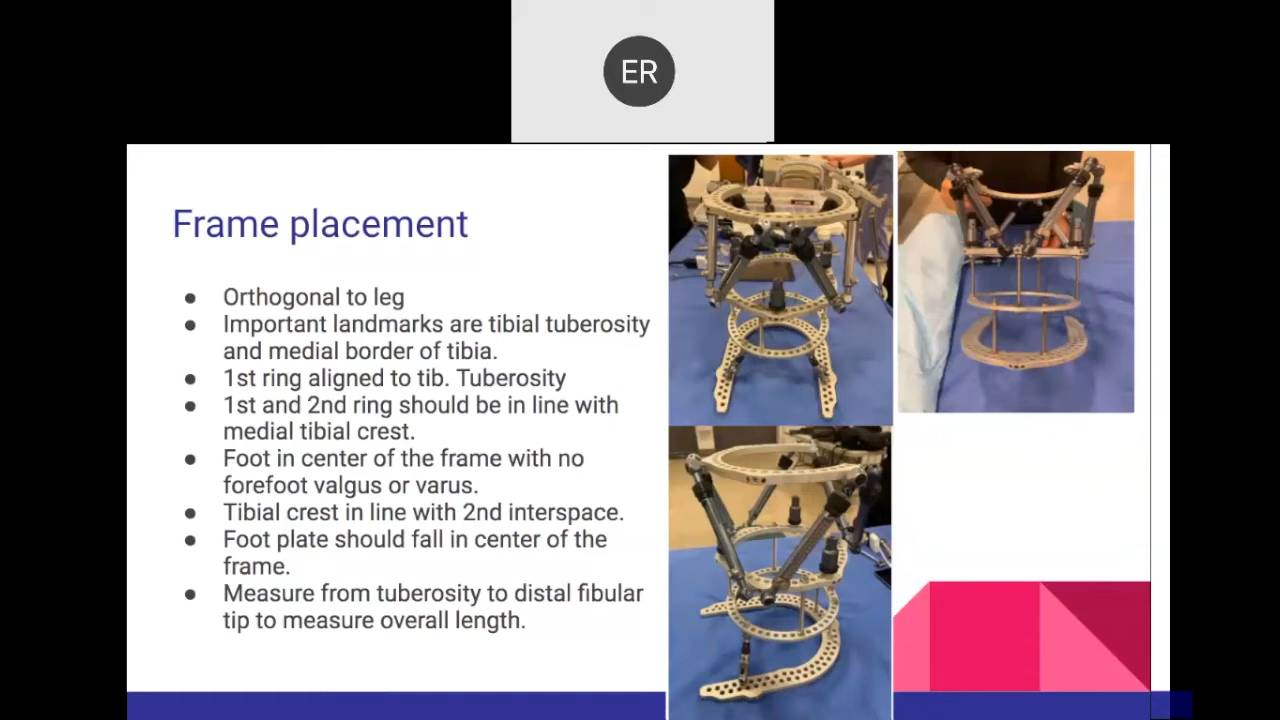 ER
Frame placement
● Orthogonal to leg
● Important landmarks are tibial tuberosity
and medial border of tibia.
● 1st ring aligned to tib. Tuberosity
● 1st and 2nd ring should be in line with
medial tibial crest.
● Foot in center of the frame with no
forefoot valgus or varus.
● Tibial crest in line with 2nd interspace.
● Foot plate should fall in center of the
frame.
● Measure from tuberosity to distal fibular
tip to measure overall length.